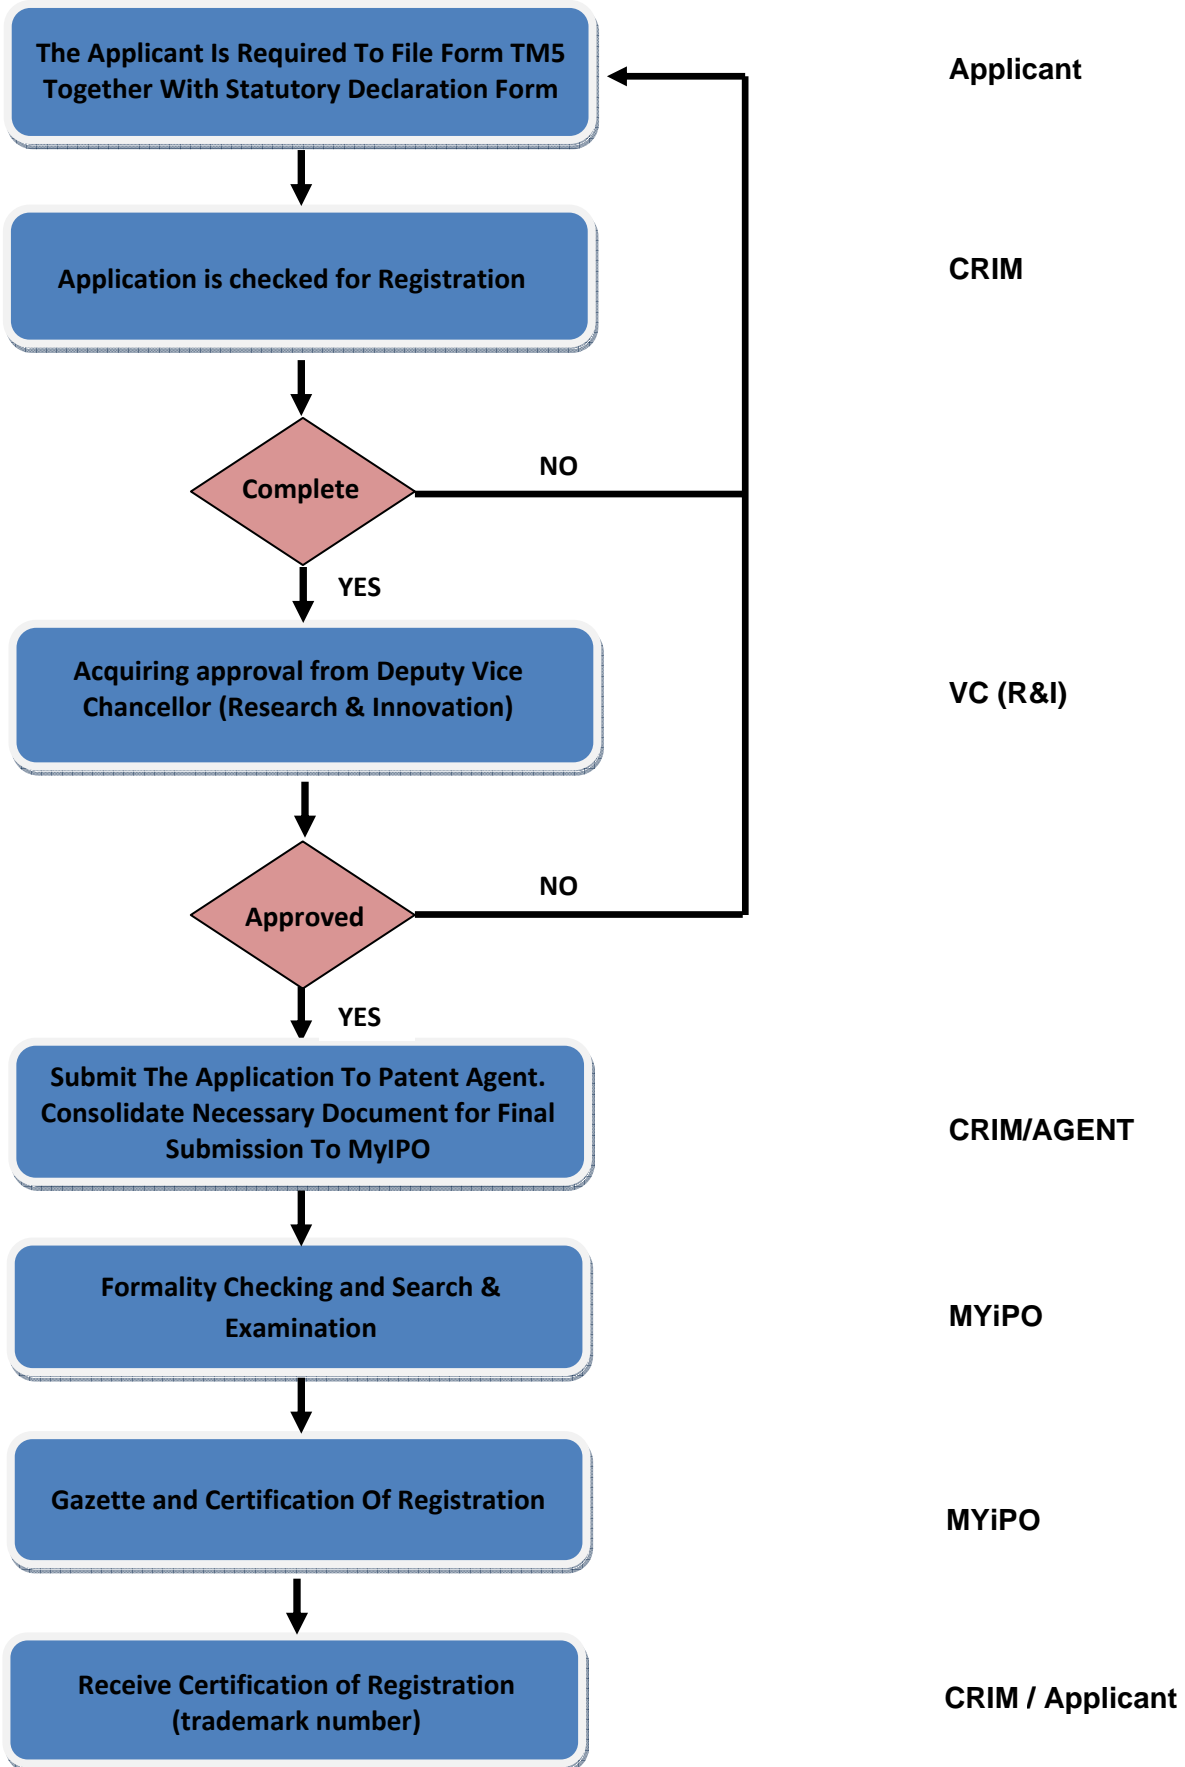 The Applicant Is Required To File Form TM5
Together With Statutory Declaration Form
Applicant
Application is checked for Registration
CRIM
Complete
NO
YES
Acquiring approval from Deputy Vice
Chancellor (Research & Innovation)
VC (R&I)
Approved
NO
YES
Submit The Application To Patent Agent.
Consolidate Necessary Document for Final
Submission To MyIPO
CRIM/AGENT
Formality Checking and Search &
Examination
MYiPO
Gazette and Certification Of Registration
MYiPO
Receive Certification of Registration
(trademark number)
CRIM / Applicant